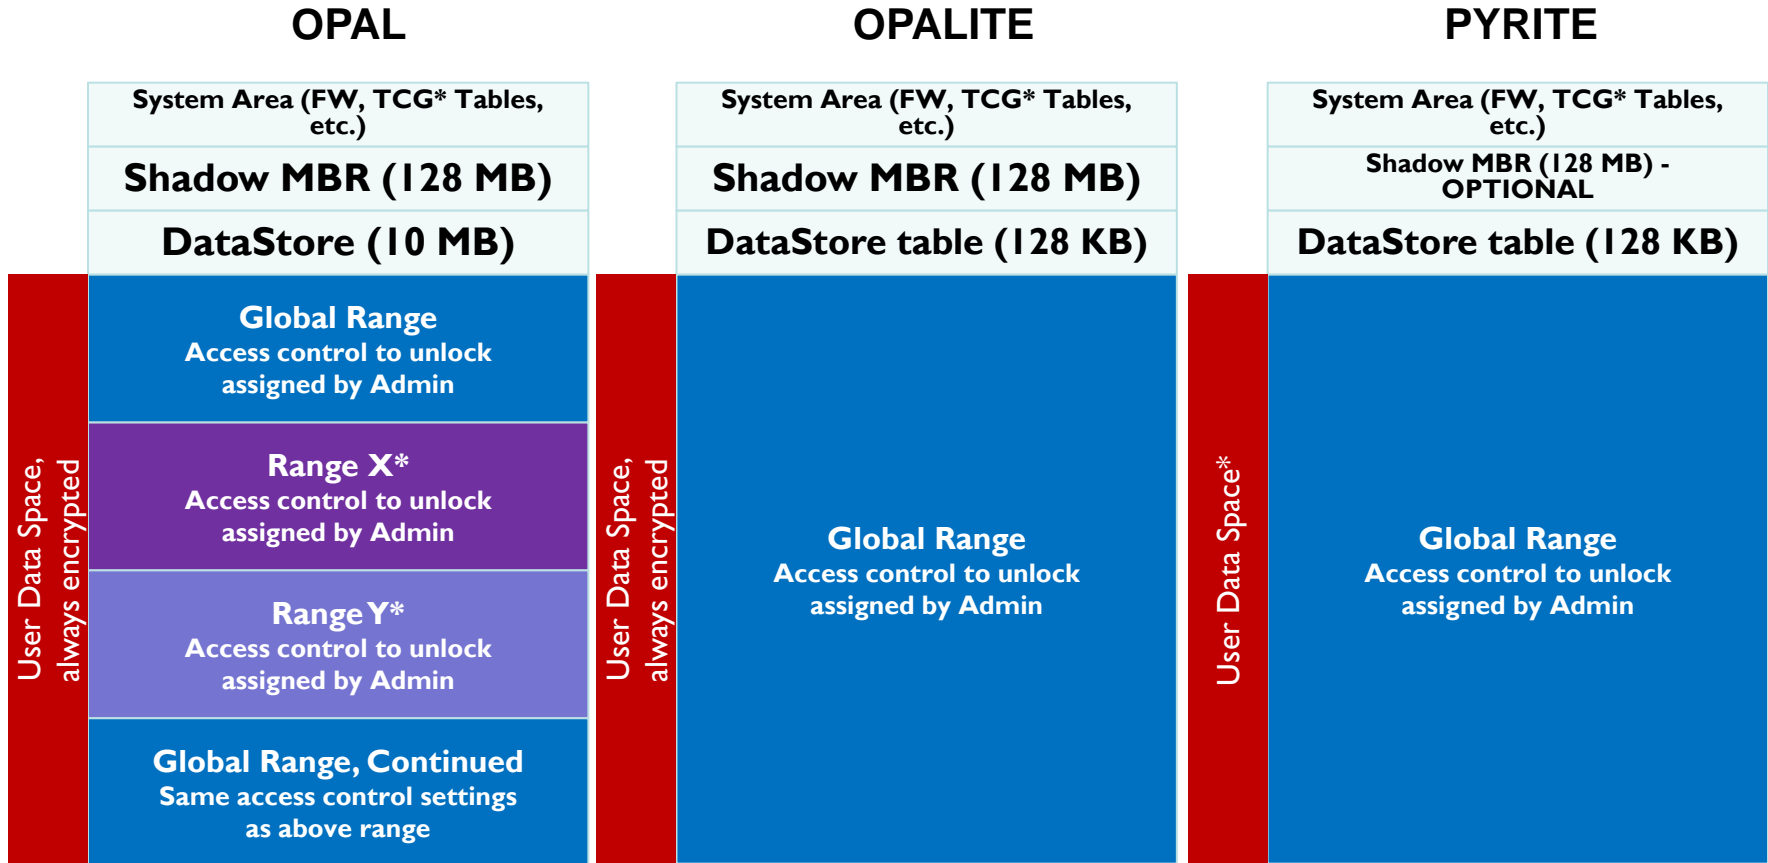 OPAL
System Area (FW, TCG* Tables,
etc.)
Shadow MBR (128 MB)
DataStore (10 MB)
User Data Space,
always encrypted
Global Range
Access control to unlock
assigned by Admin
Range X*
Access control to unlock
assigned by Admin
Range Y*
Access control to unlock
assigned by Admin
Global Range, Continued
Same access control settings
as above range
OPALITE
System Area (FW, TCG* Tables,
etc.)
Shadow MBR (128 MB)
DataStore table (128 KB)
User Data Space,
always encrypted
Global Range
Access control to unlock
assigned by Admin
PYRITE
System Area (FW, TCG* Tables,
etc.)
Shadow MBR (128 MB) -
OPTIONAL
DataStore table (128 KB)
User Data Space*
Global Range
Access control to unlock
assigned by Admin